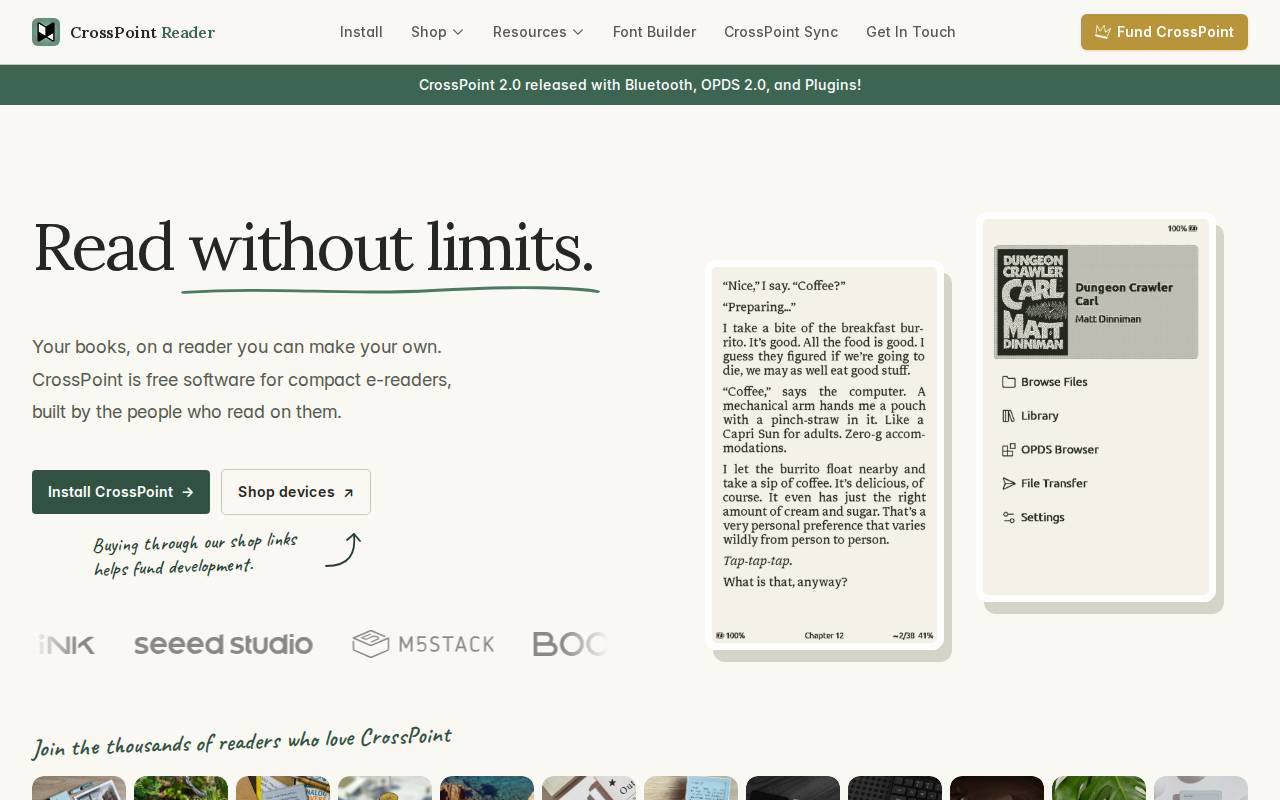 CrossPoint Reader
Install
Shop
Resources
Font Builder
CrossPoint Sync
Get In Touch
Fund CrossPoint
CrossPoint 2.0 released with Bluetooth, OPDS 2.0, and Plugins!
Read without limits.
Your books, on a reader you can make your own.
CrossPoint is free software for compact e-readers,
built by the people who read on them.
Install CrossPoint →
Shop devices ↗
Buying through our shop links
helps fund development.
iNK
seeed studio
M5STACK
BOO
“Nice,” I say. “Coffee?”
“Preparing...”
I take a bite of the breakfast bur-
rito. It’s good. All the food is good. I
guess they figured if we’re going to
die, we may as well eat good stuff.
“Coffee,” says the computer. A
mechanical arm hands me a pouch
with a pinch-straw in it. Like a
Capri Sun for adults. Zero-g accom-
modations.
I let the burrito float nearby and
take a sip of coffee. It’s delicious, of
course. It even has just the right
amount of cream and sugar. That’s a
very personal preference that varies
wildly from person to person.
Tap-tap-tap.
What is that, anyway?
100%
Chapter 12
~2/38 41%
100%
DUNGEON
CRAWLER
CARL
MATT
DINNIMAN
Dungeon Crawler
Carl
Matt Dinniman
Browse Files
Library
OPDS Browser
File Transfer
Settings
Join the thousands of readers who love CrossPoint